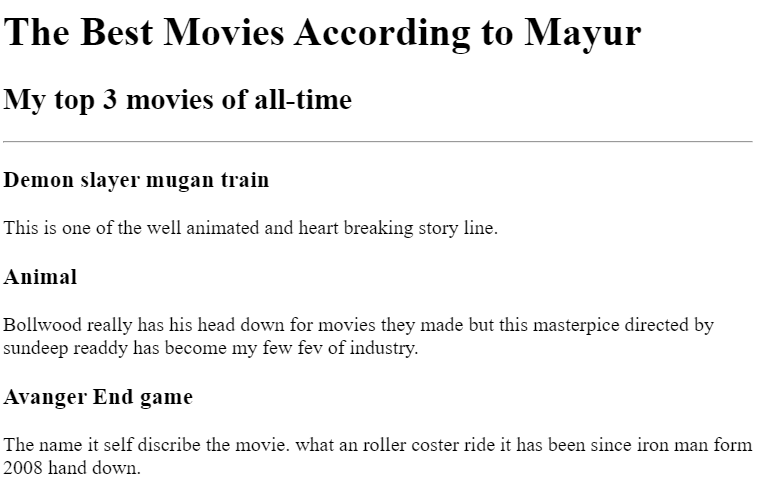 The Best Movies According to Mayur
My top 3 movies of all-time
Demon slayer mugan train
This is one of the well animated and heart breaking story line.
Animal
Bollwood really has his head down for movies they made but this masterpice directed by
sundeep readdy has become my few fev of industry.
Avanger End game
The name it self discribe the movie. what an roller coster ride it has been since iron man form
2008 hand down.